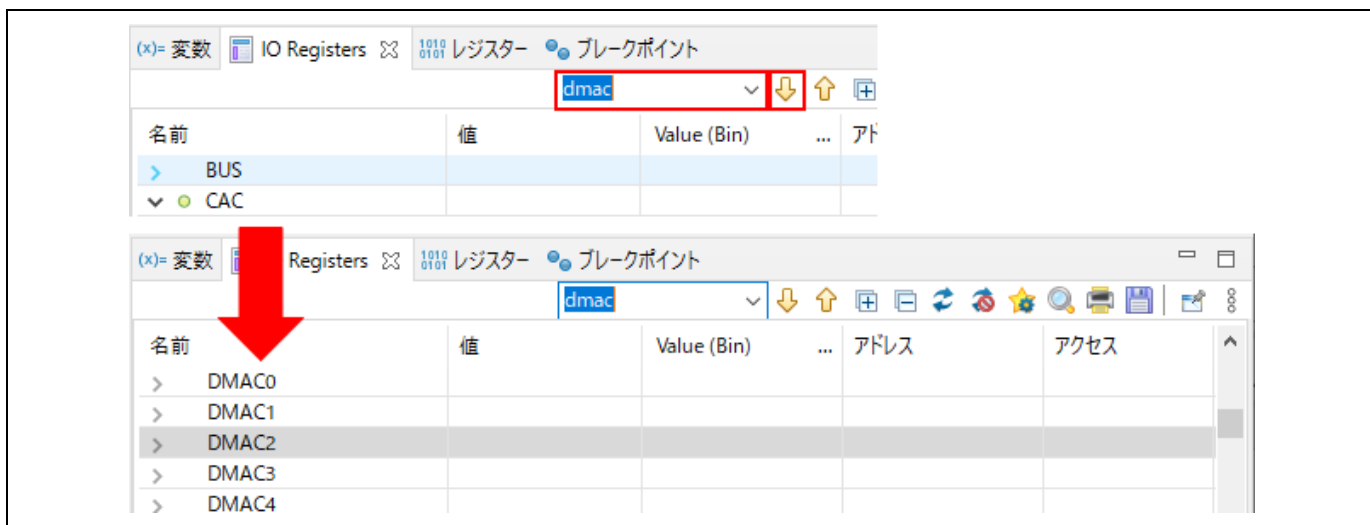 (x)= 変数 IO Registers 1010 0101 レジスター ブレークポイント
dmac
名前 値 Value (Bin) ... アド
BUS
CAC
(x)= 変数 Registers 1010 0101 レジスター ブレークポイント
dmac
名前 値 Value (Bin) ... アドレス アクセス
DMAC0
DMAC1
DMAC2
DMAC3
DMAC4